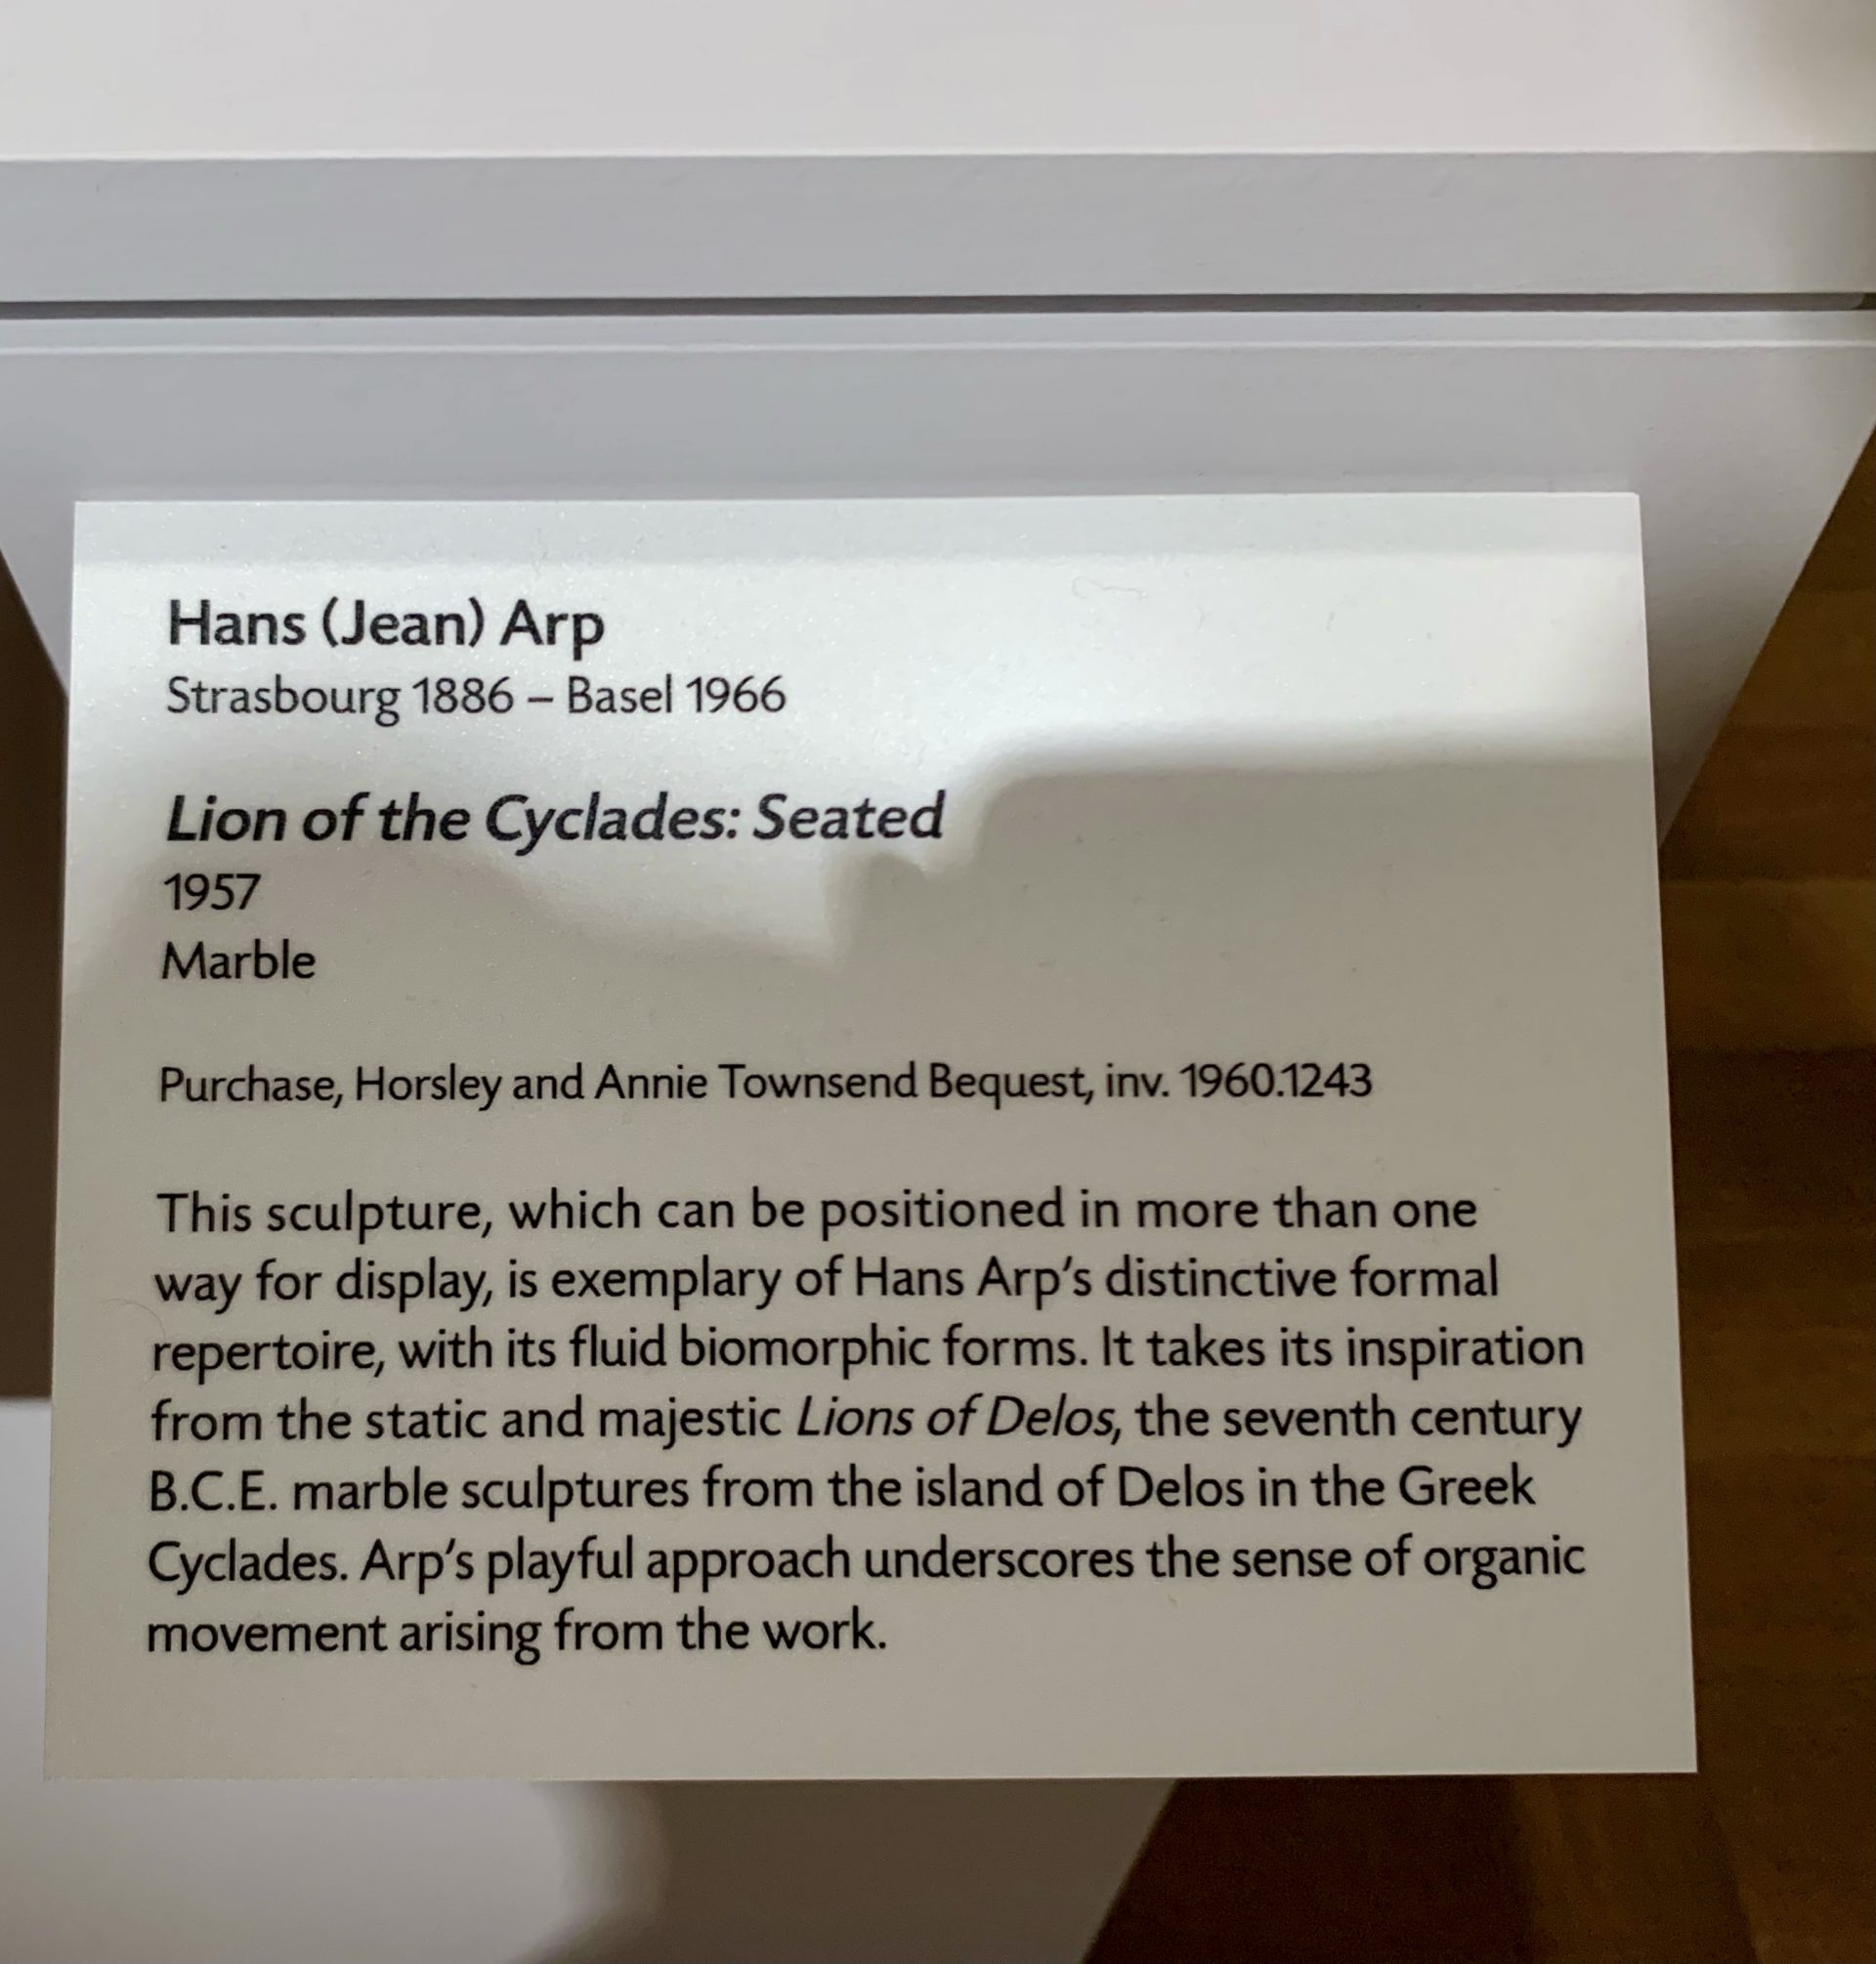 Hans (Jean) Arp
Strasbourg 1886 – Basel 1966
Lion of the Cyclades: Seated
1957
Marble
Purchase, Horsley and Annie Townsend Bequest, inv. 1960.1243
This sculpture, which can be positioned in more than one
way for display, is exemplary of Hans Arp’s distinctive formal
repertoire, with its fluid biomorphic forms. It takes its inspiration
from the static and majestic Lions of Delos, the seventh century
B.C.E. marble sculptures from the island of Delos in the Greek
Cyclades. Arp’s playful approach underscores the sense of organic
movement arising from the work.